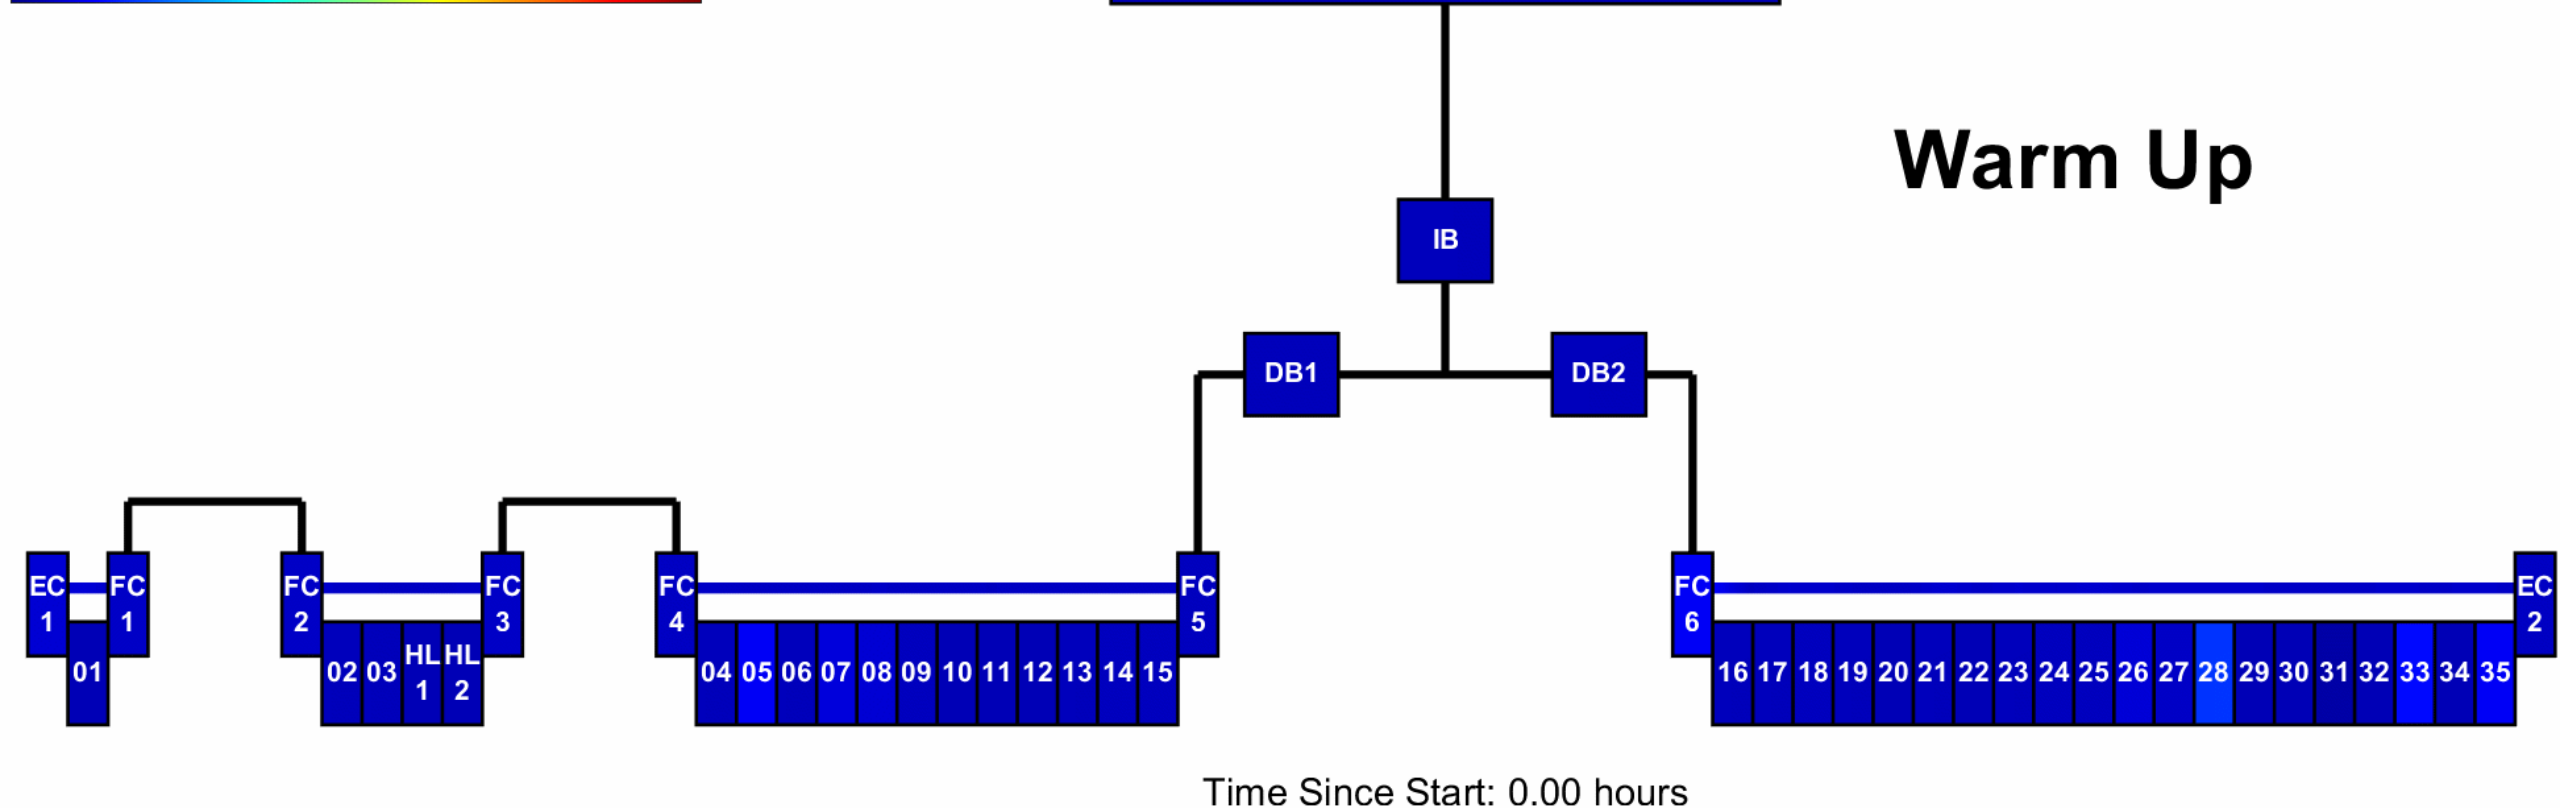 Warm Up
IB
DB1 DB2
EC 1
FC 1
FC 2
FC 3
FC 4
FC 5
FC 6
EC 2
01
02 03 HL 1 HL 2
04 05 06 07 08 09 10 11 12 13 14 15
16 17 18 19 20 21 22 23 24 25 26 27 28 29 30 31 32 33 34 35
Time Since Start: 0.00 hours